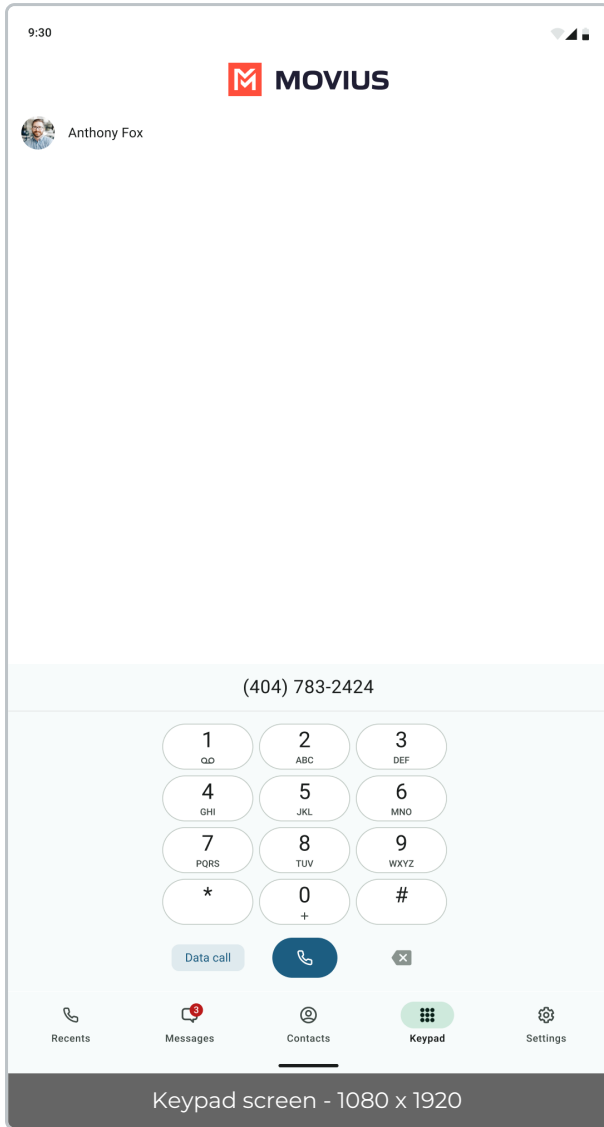 9:30
MOVIUS
Anthony Fox
(404) 783-2424
1 2 3
ABC DEF
4 5 6
GHI JKL MNO
7 8 9
PQRS TUV WXYZ
* 0 #
+
Data call
3
Recents Messages Contacts Keypad Settings
Keypad screen - 1080 x 1920